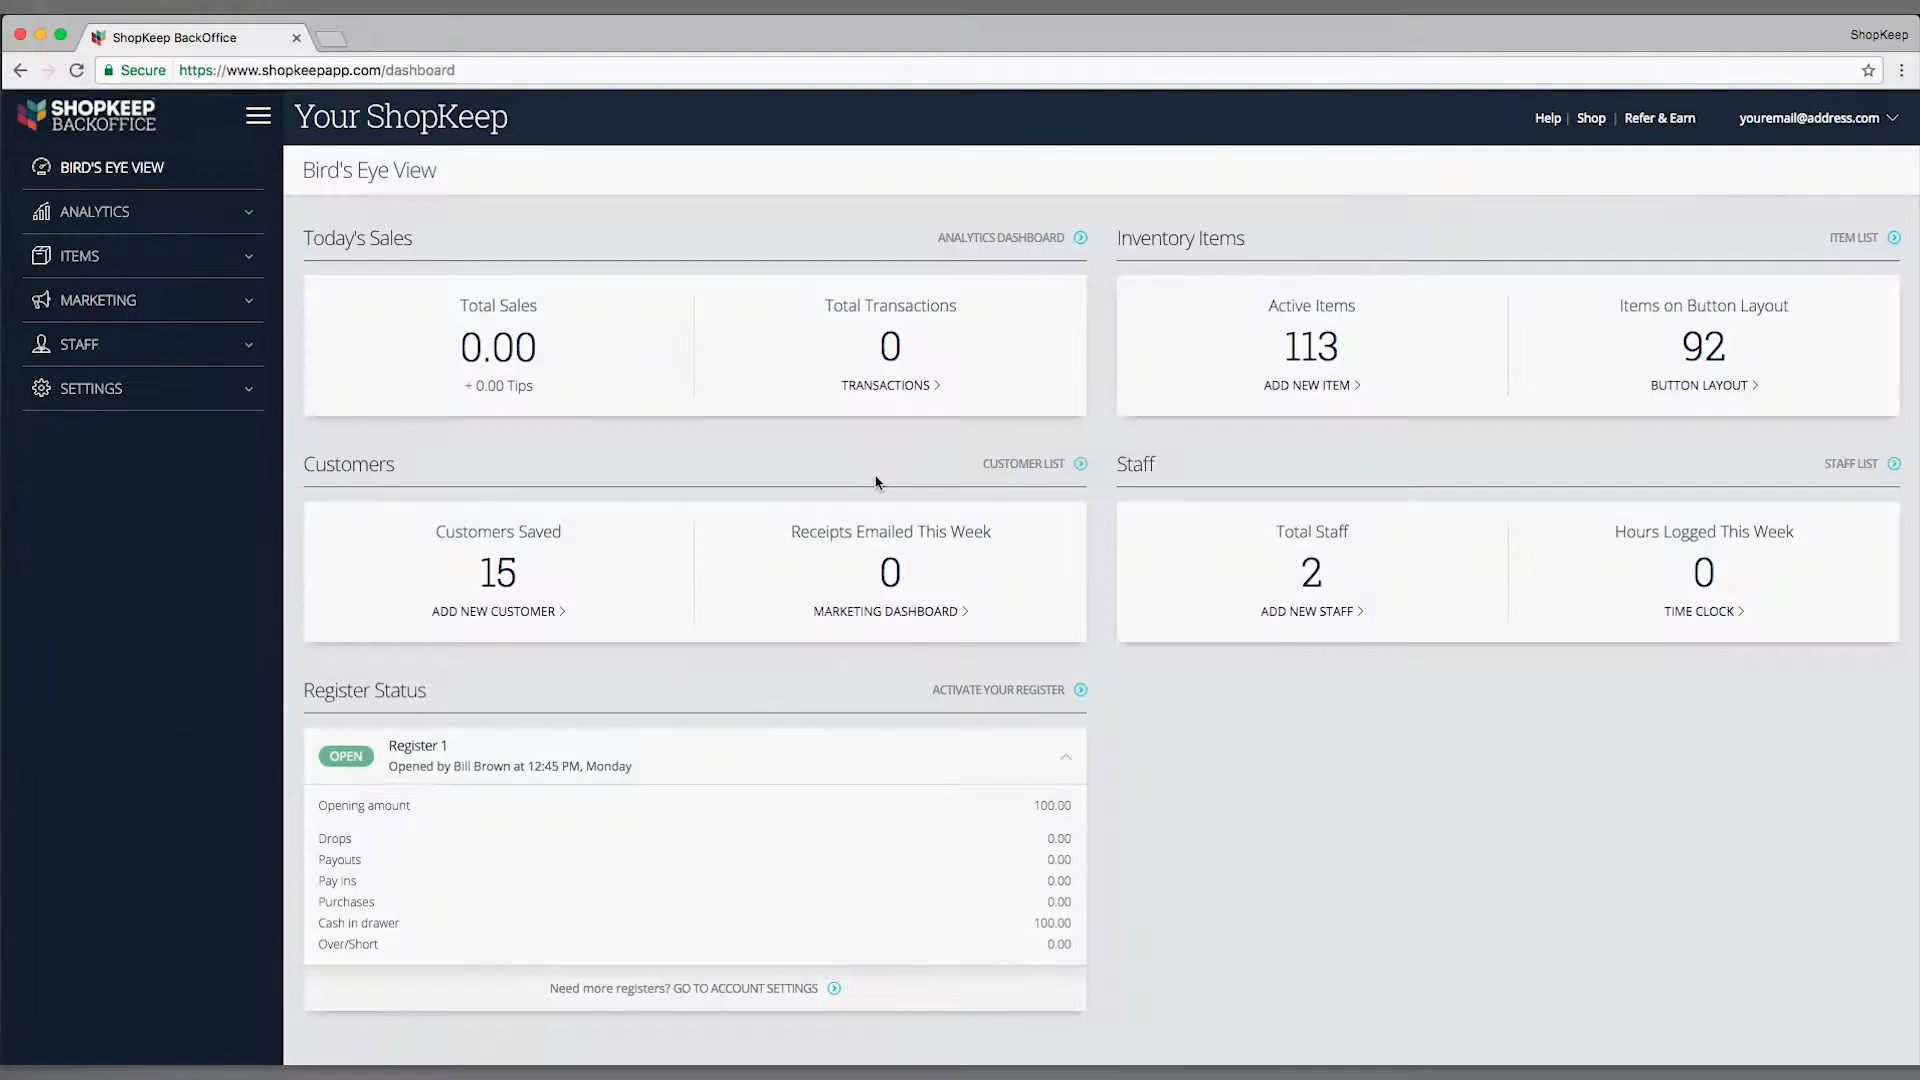 ShopKeep BackOffice
ShopKeep
Secure https://www.shopkeepapp.com/dashboard
SHOPKEEP
BACKOFFICE
Your ShopKeep
Help | Shop | Refer & Earn
youremail@address.com
BIRD'S EYE VIEW
ANALYTICS
ITEMS
MARKETING
STAFF
SETTINGS
Bird's Eye View
Today's Sales
ANALYTICS DASHBOARD
Total Sales
0.00
+ 0.00 Tips
Total Transactions
0
TRANSACTIONS
Inventory Items
ITEM LIST
Active Items
113
ADD NEW ITEM
Items on Button Layout
92
BUTTON LAYOUT
Customers
CUSTOMER LIST
Customers Saved
15
ADD NEW CUSTOMER
Receipts Emailed This Week
0
MARKETING DASHBOARD
Staff
STAFF LIST
Total Staff
2
ADD NEW STAFF
Hours Logged This Week
0
TIME CLOCK
Register Status
ACTIVATE YOUR REGISTER
OPEN
Register 1
Opened by Bill Brown at 12:45 PM, Monday
Opening amount 100.00
Drops 0.00
Payouts 0.00
Pay Ins 0.00
Purchases 0.00
Cash in drawer 100.00
Over/Short 0.00
Need more registers? GO TO ACCOUNT SETTINGS